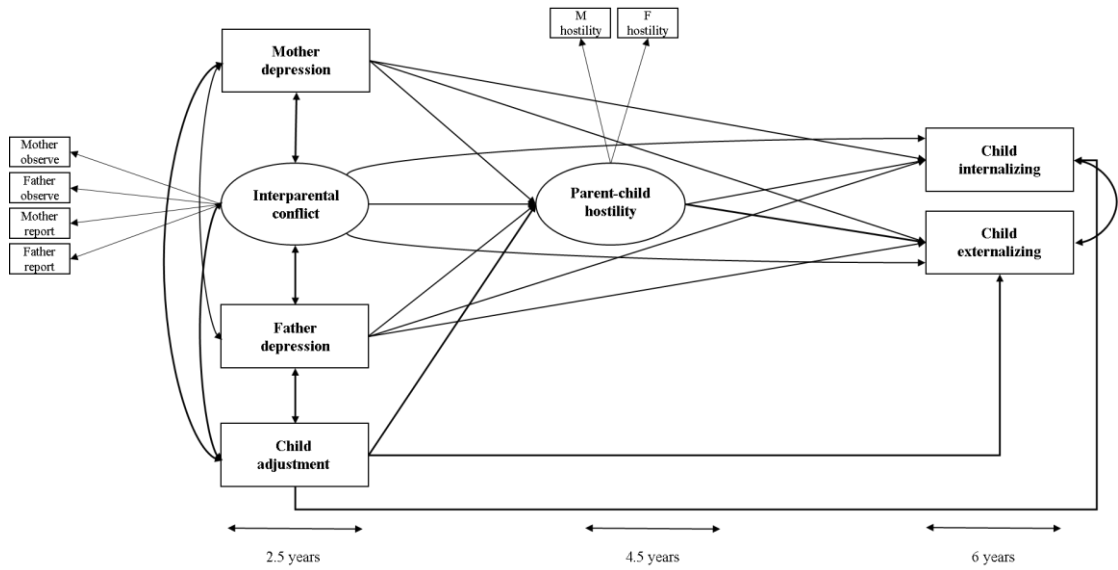 M
hostility
F
hostility
Mother
depression
Mother
observe
Father
observe
Mother
report
Father
report
Interparental
conflict
Parent-child
hostility
Child
internalizing
Child
externalizing
Father
depression
Child
adjustment
2.5 years
4.5 years
6 years